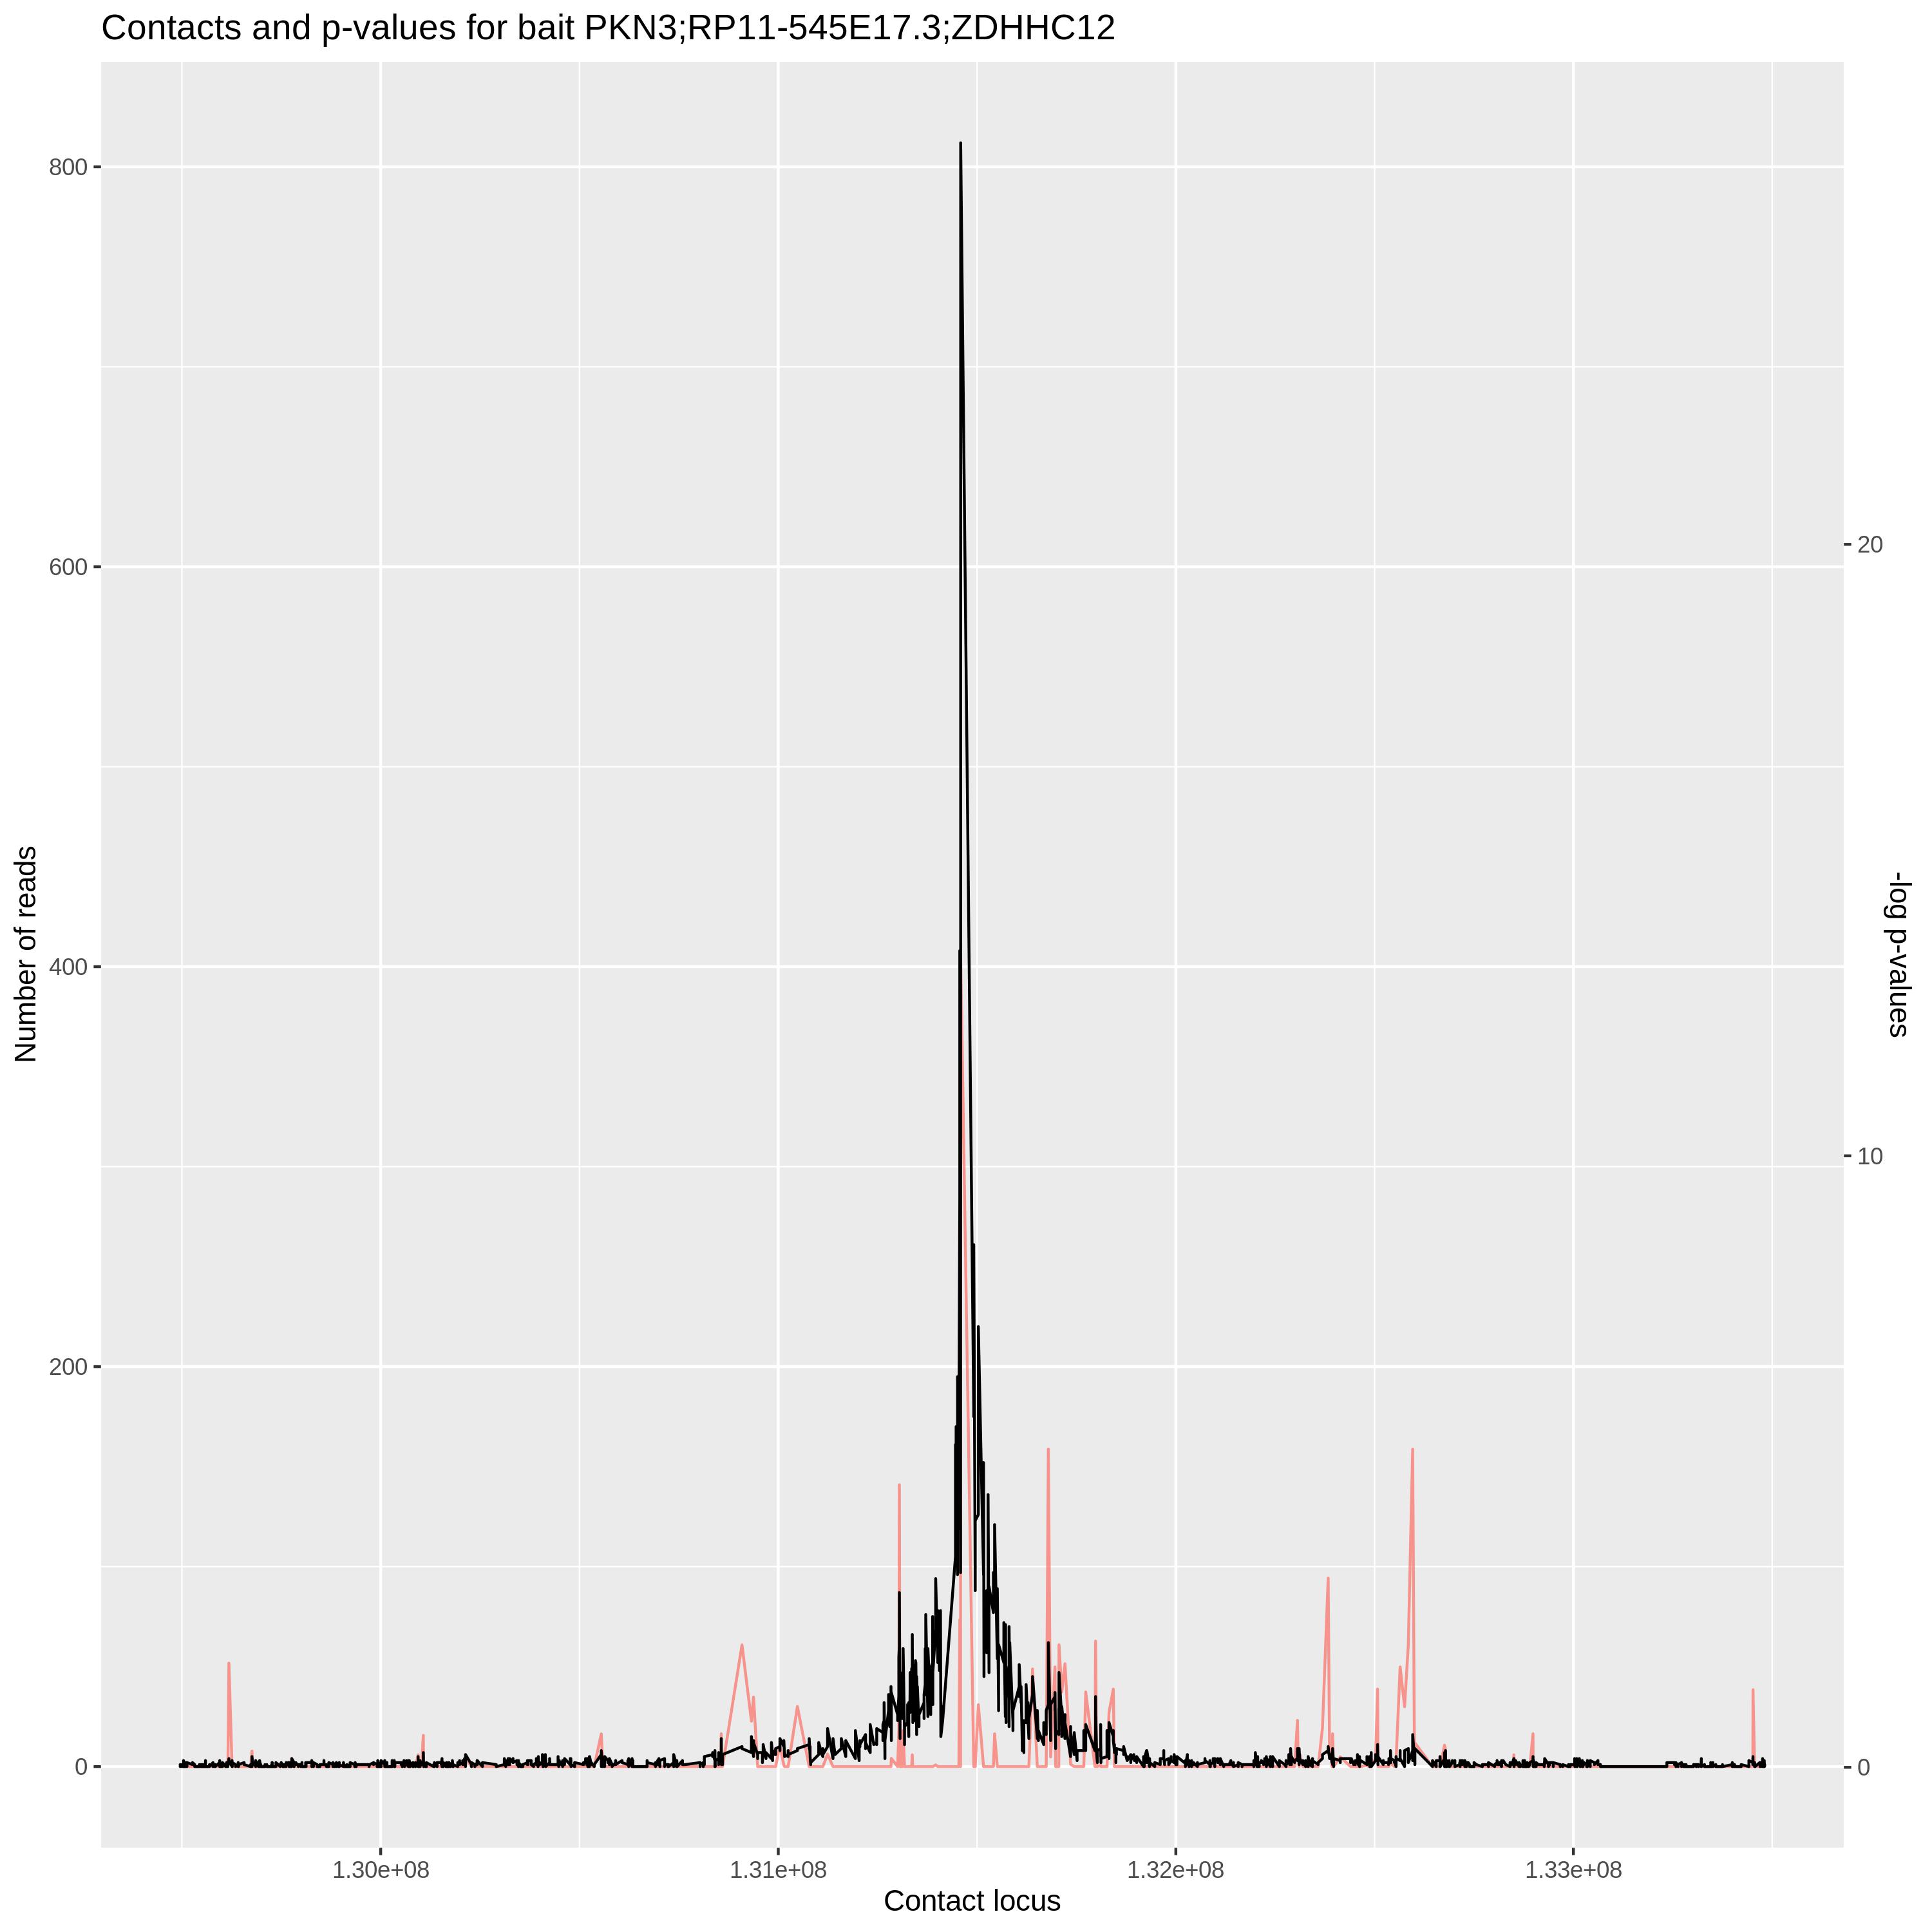 Contacts and p-values for bait PKN3;RP11-545E17.3;ZDHHC12
800
600
400
200
0
Number of reads
20
10
0
-log p-values
1.30e+08
1.31e+08
1.32e+08
1.33e+08
Contact locus